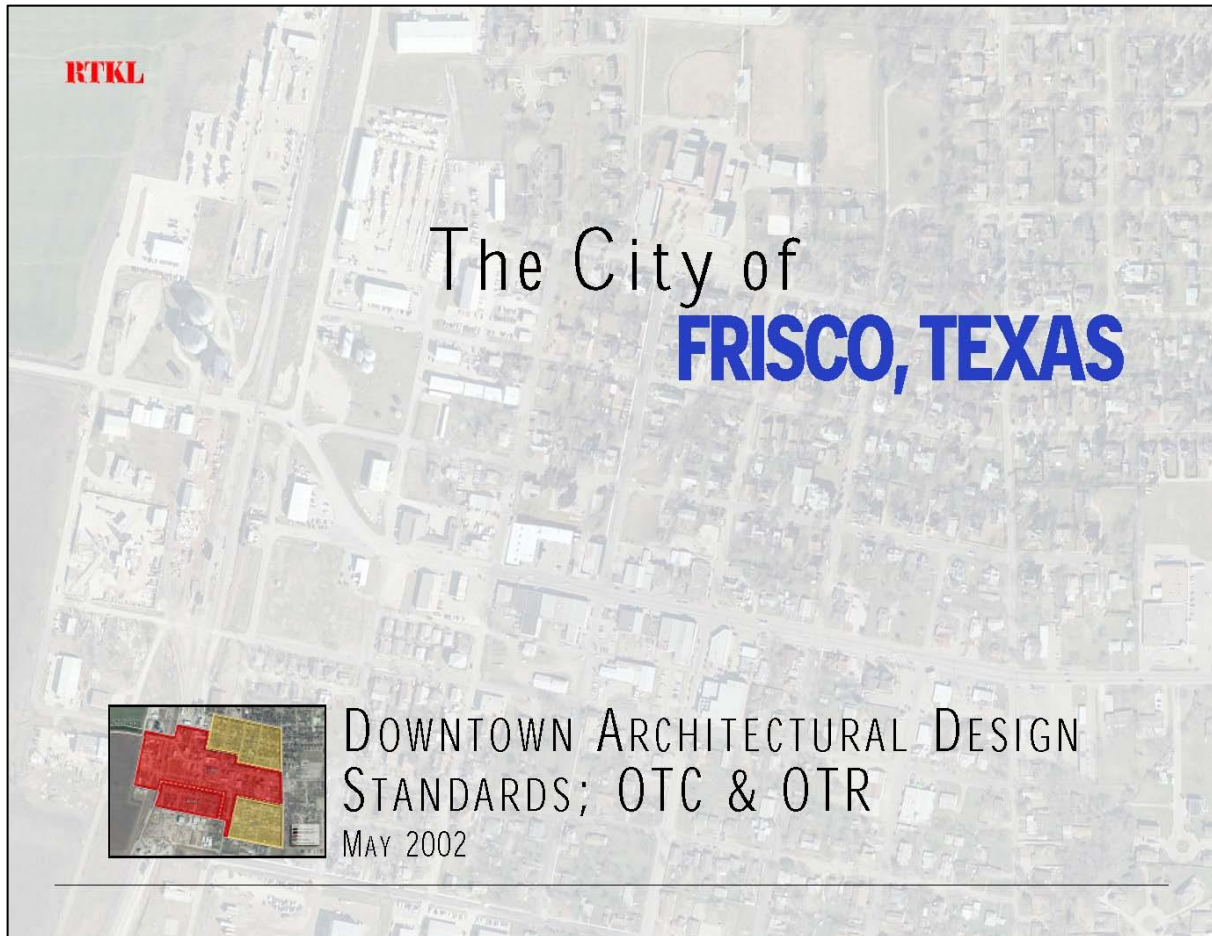 RTKL
The City of
FRISCO, TEXAS
DOWNTOWN ARCHITECTURAL DESIGN
STANDARDS; OTC & OTR
MAY 2002